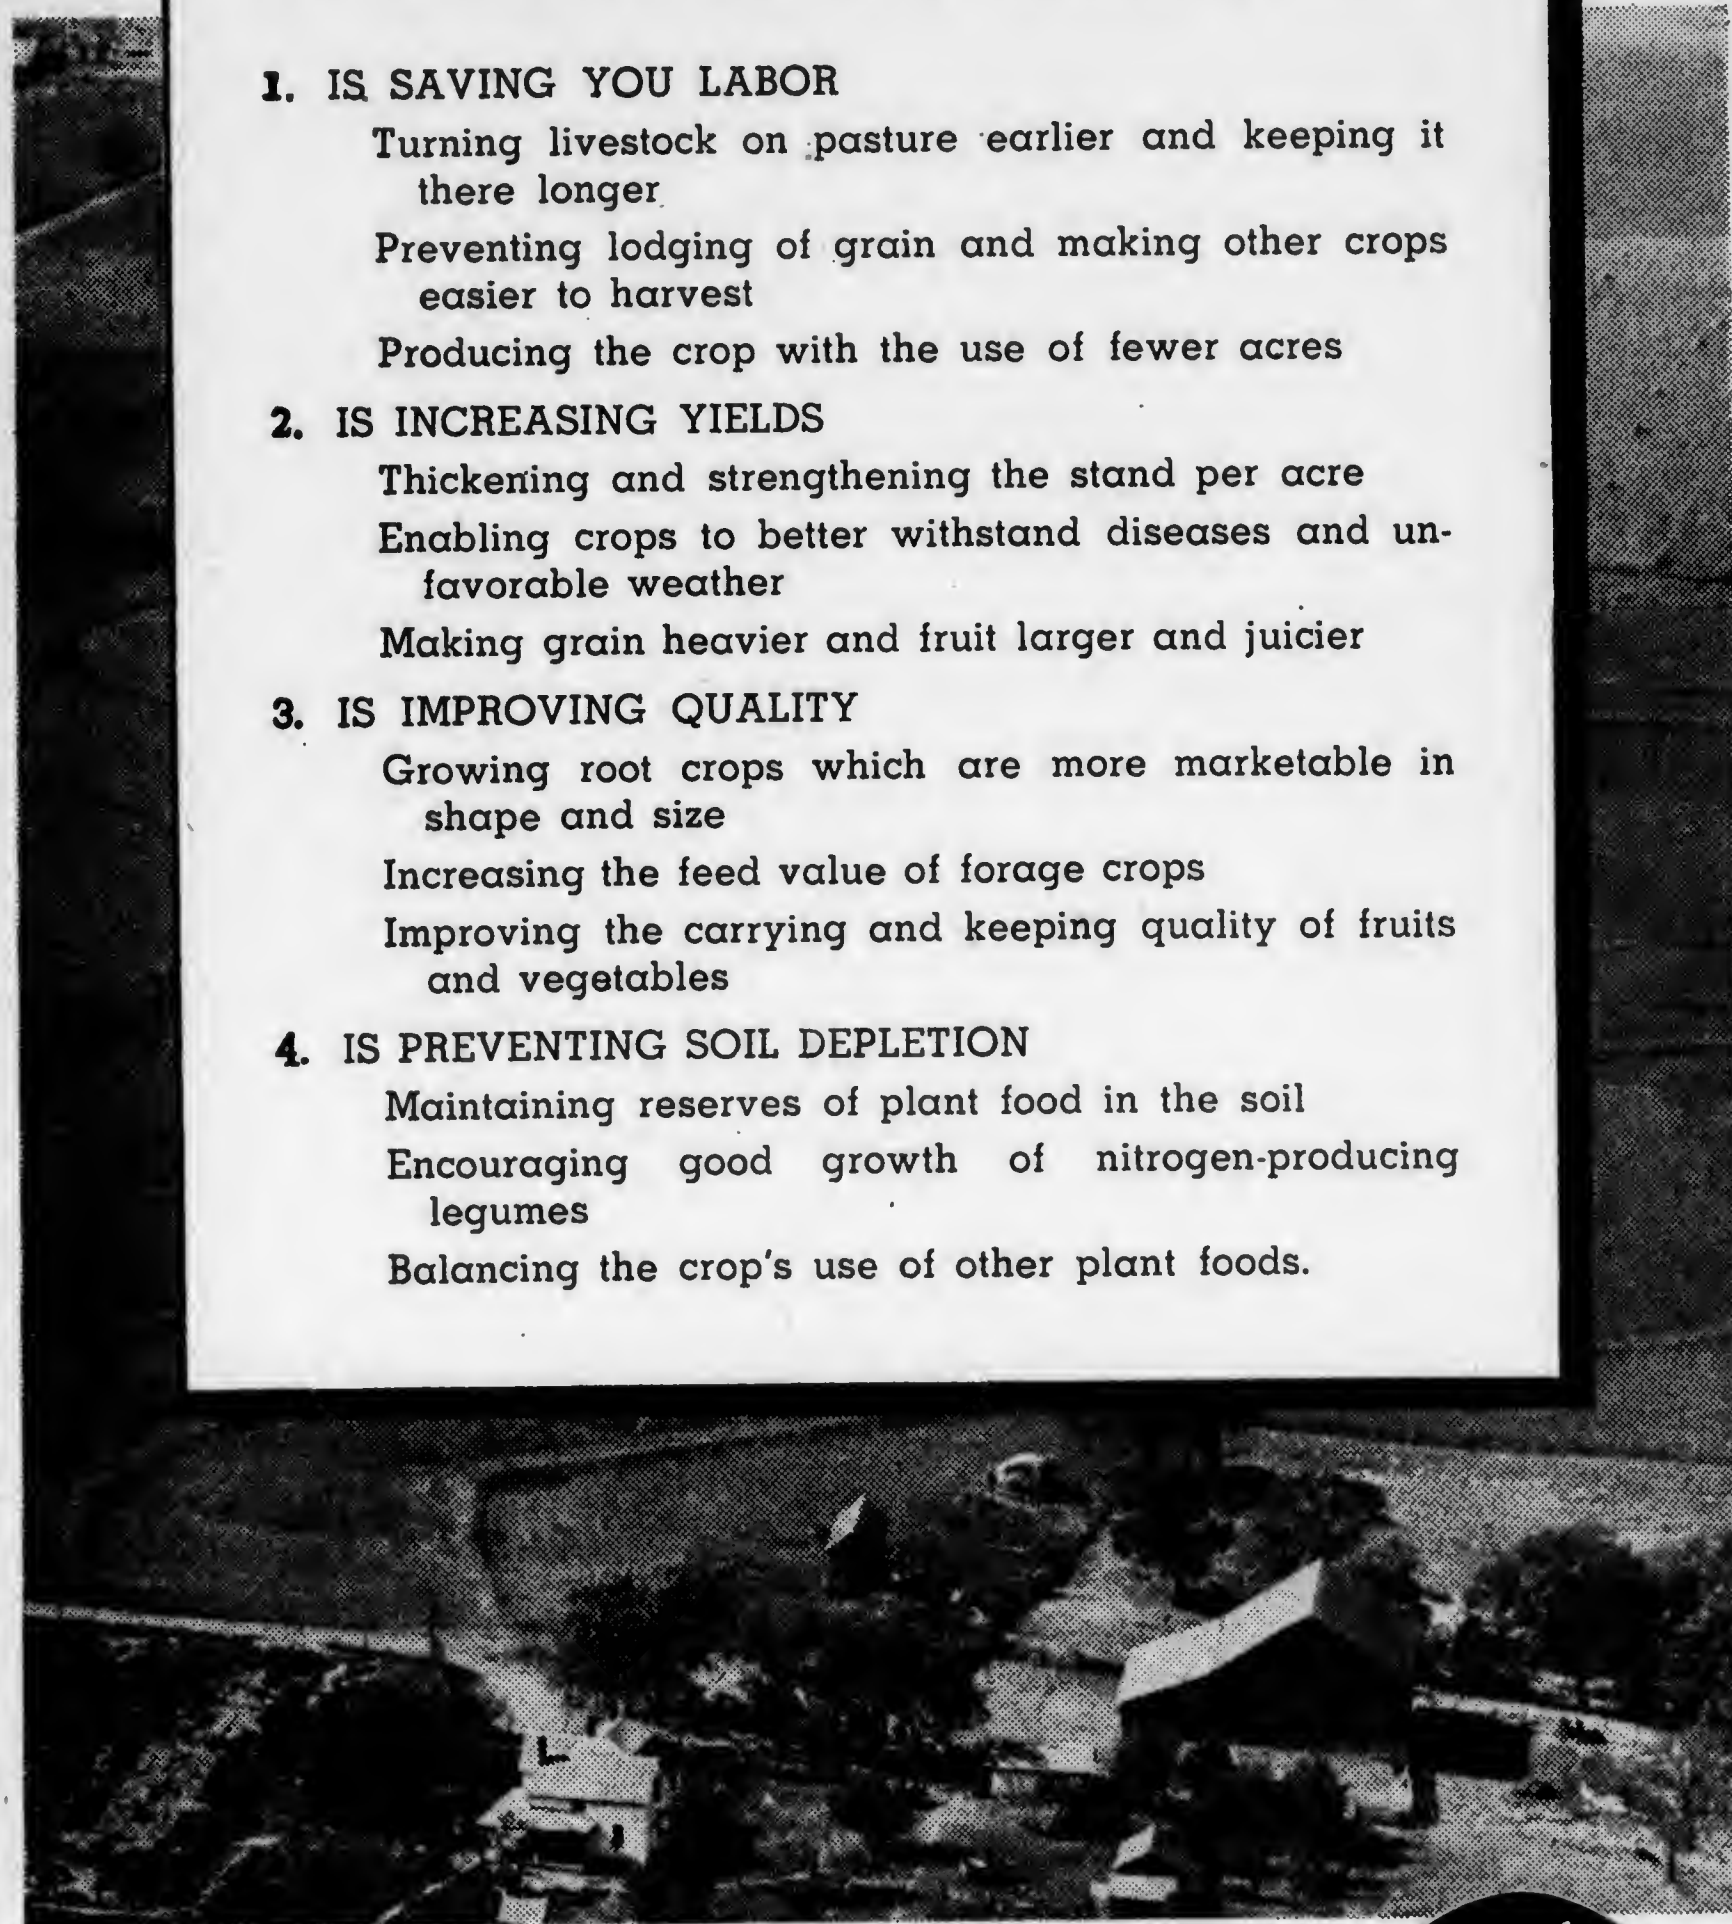 1. IS SAVING YOU LABOR
Turning livestock on pasture earlier and keeping it
there longer
Preventing lodging of grain and making other crops
easier to harvest
Producing the crop with the use of fewer acres
2. IS INCREASING YIELDS
Thickening and strengthening the stand per acre
Enabling crops to better withstand diseases and un-
favorable weather
Making grain heavier and fruit larger and juicier
3. IS IMPROVING QUALITY
Growing root crops which are more marketable in
shape and size
Increasing the feed value of forage crops
Improving the carrying and keeping quality of fruits
and vegetables
4. IS PREVENTING SOIL DEPLETION
Maintaining reserves of plant food in the soil
Encouraging good growth of nitrogen-producing
legumes
Balancing the crop's use of other plant foods.